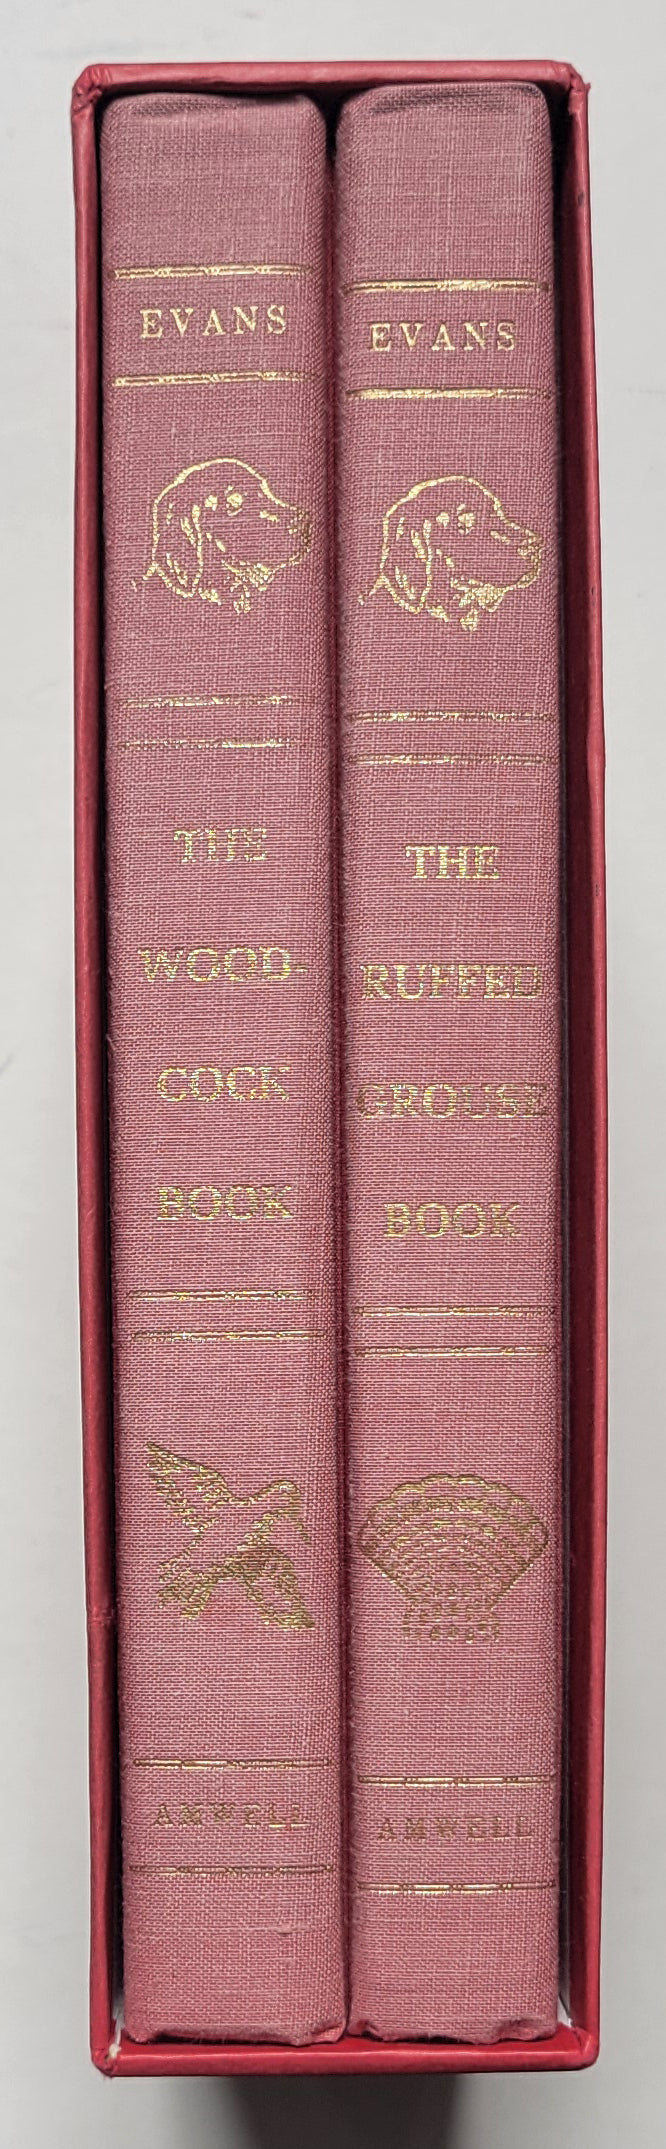 EVANS
THE
WOOD-
COCK
BOOK
AMWELL
EVANS
THE
RUFFED
GROUSE
BOOK
AMWELL